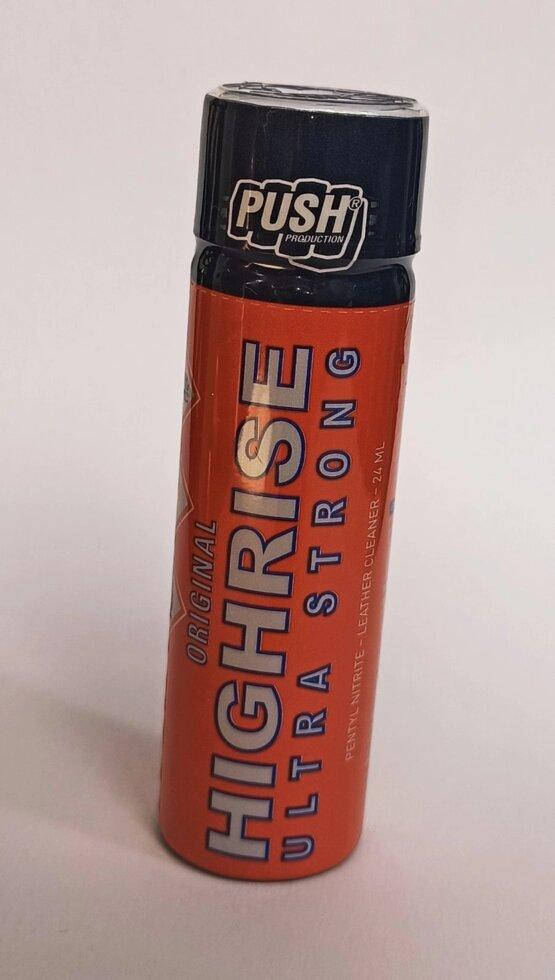 PUSH®
PRODUCTION
ORIGINAL
HIGHRISE
ULTRA STRONG
PENTYL NITRITE - LEATHER CLEANER - 24 ML